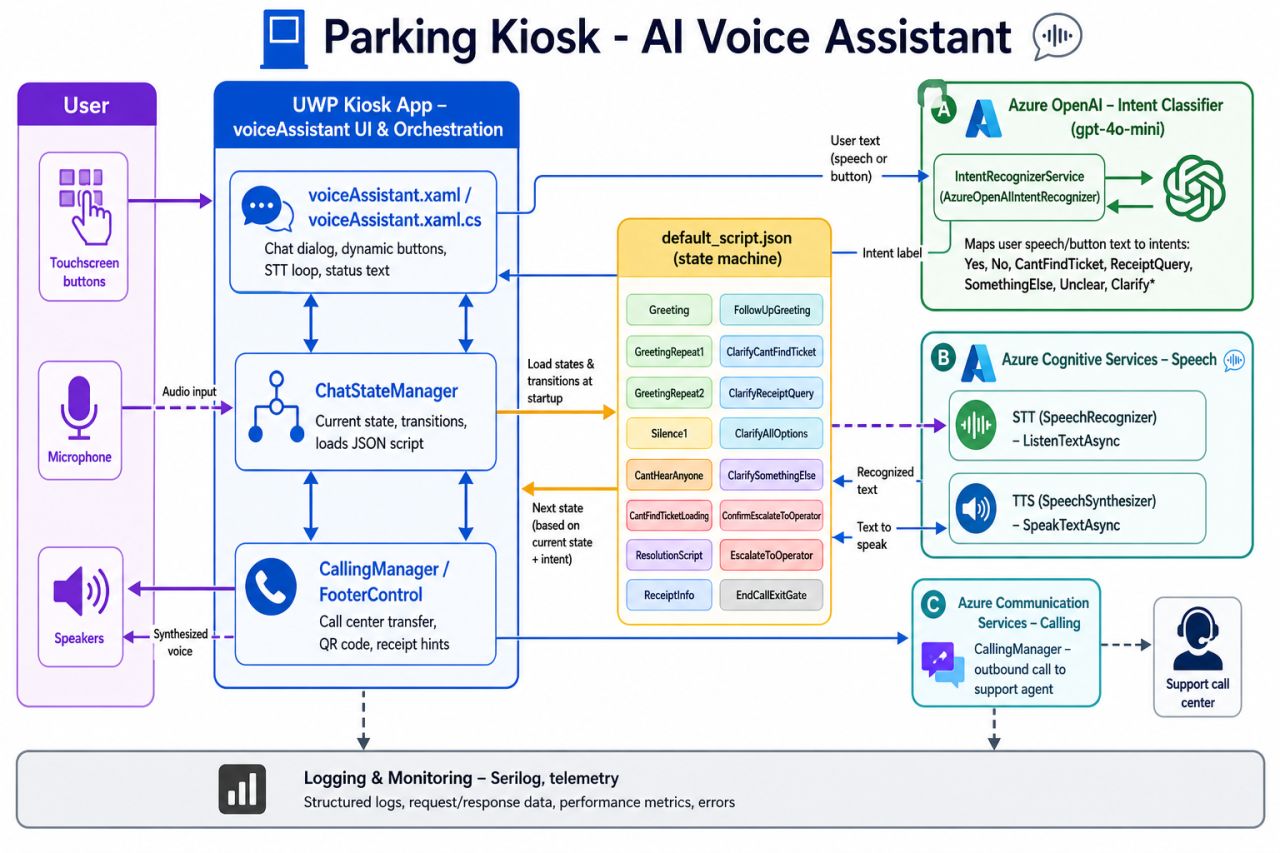 Parking Kiosk - AI Voice Assistant
User
Touchscreen
buttons
Microphone
Speakers
Audio input
Synthesized
voice
UWP Kiosk App –
voiceAssistant UI & Orchestration
voiceAssistant.xaml /
voiceAssistant.xaml.cs
Chat dialog, dynamic buttons,
STT loop, status text
ChatStateManager
Current state, transitions,
loads JSON script
CallingManager /
FooterControl
Call center transfer,
QR code, receipt hints
Load states &
transitions at
startup
Next state
(based on
current state
+ intent)
default_script.json
(state machine)
Greeting
FollowUpGreeting
GreetingRepeat1
ClarifyCantFindTicket
GreetingRepeat2
ClarifyReceiptQuery
Silence1
ClarifyAllOptions
CantHearAnyone
ClarifySomethingElse
CantFindTicketLoading
ConfirmEscalateToOperator
ResolutionScript
EscalateToOperator
ReceiptInfo
EndCallExitGate
User text
(speech or
button)
Intent label
Recognized
text
Text to
speak
A
Azure OpenAI – Intent Classifier
(gpt-4o-mini)
IntentRecognizerService
(AzureOpenAIIntentRecognizer)
Maps user speech/button text to intents:
Yes, No, CantFindTicket, ReceiptQuery,
SomethingElse, Unclear, Clarify*
B
Azure Cognitive Services – Speech
STT (SpeechRecognizer)
– ListenTextAsync
TTS (SpeechSynthesizer)
– SpeakTextAsync
C
Azure Communication
Services – Calling
CallingManager –
outbound call to
support agent
Support call
center
Logging & Monitoring – Serilog, telemetry
Structured logs, request/response data, performance metrics, errors